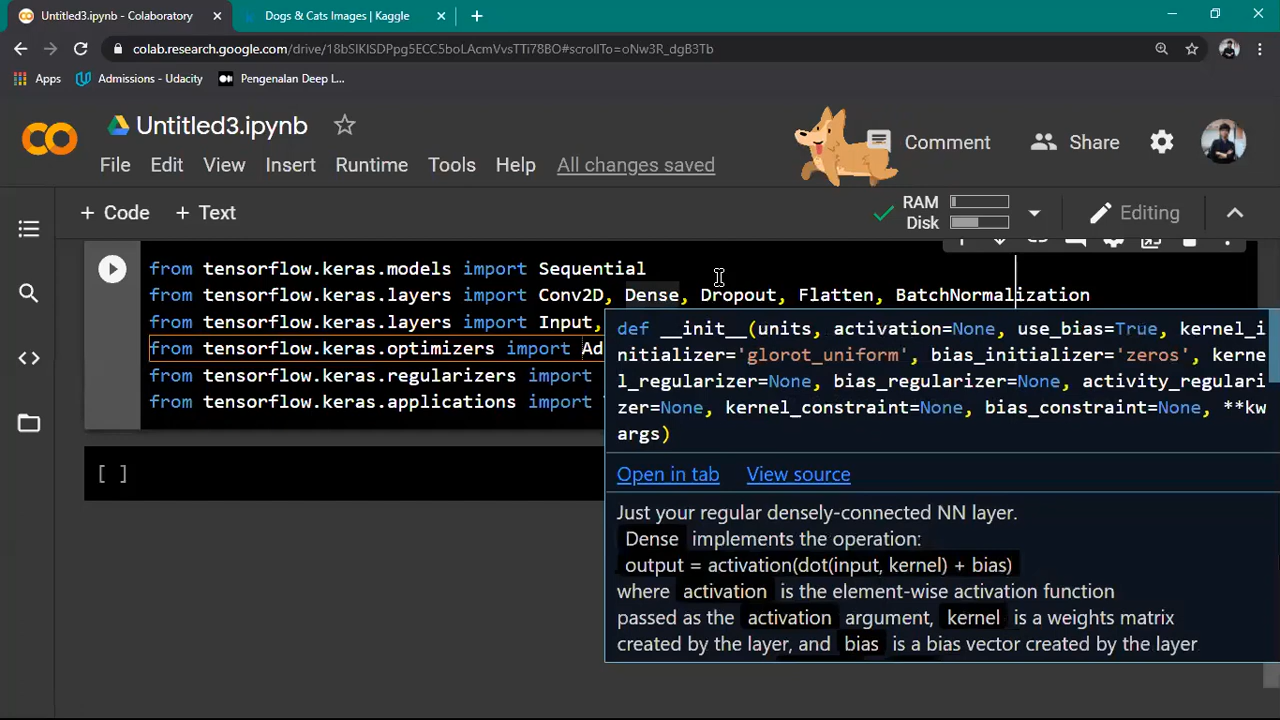 Untitled3.ipynb - Colaboratory
Dogs & Cats Images | Kaggle
colab.research.google.com/drive/18bSIKISDPpg5ECC5boLAcmVvsTTi78BO#scrollTo=oNw3R_dgB3Tb
Apps
Admissions - Udacity
Pengenalan Deep L...
Untitled3.ipynb
Comment
Share
File Edit View Insert Runtime Tools Help All changes saved
+ Code + Text
RAM
Disk
Editing
from tensorflow.keras.models import Sequential
from tensorflow.keras.layers import Conv2D, Dense, Dropout, Flatten, BatchNormalization
from tensorflow.keras.layers import Input,
from tensorflow.keras.optimizers import Ad
from tensorflow.keras.regularizers import
from tensorflow.keras.applications import
[ ]
def __init__(units, activation=None, use_bias=True, kernel_i
nitializer='glorot_uniform', bias_initializer='zeros', kerne
l_regularizer=None, bias_regularizer=None, activity_regulari
zer=None, kernel_constraint=None, bias_constraint=None, **kw
args)
Open in tab View source
Just your regular densely-connected NN layer.
Dense implements the operation:
output = activation(dot(input, kernel) + bias)
where activation is the element-wise activation function
passed as the activation argument, kernel is a weights matrix
created by the layer, and bias is a bias vector created by the layer